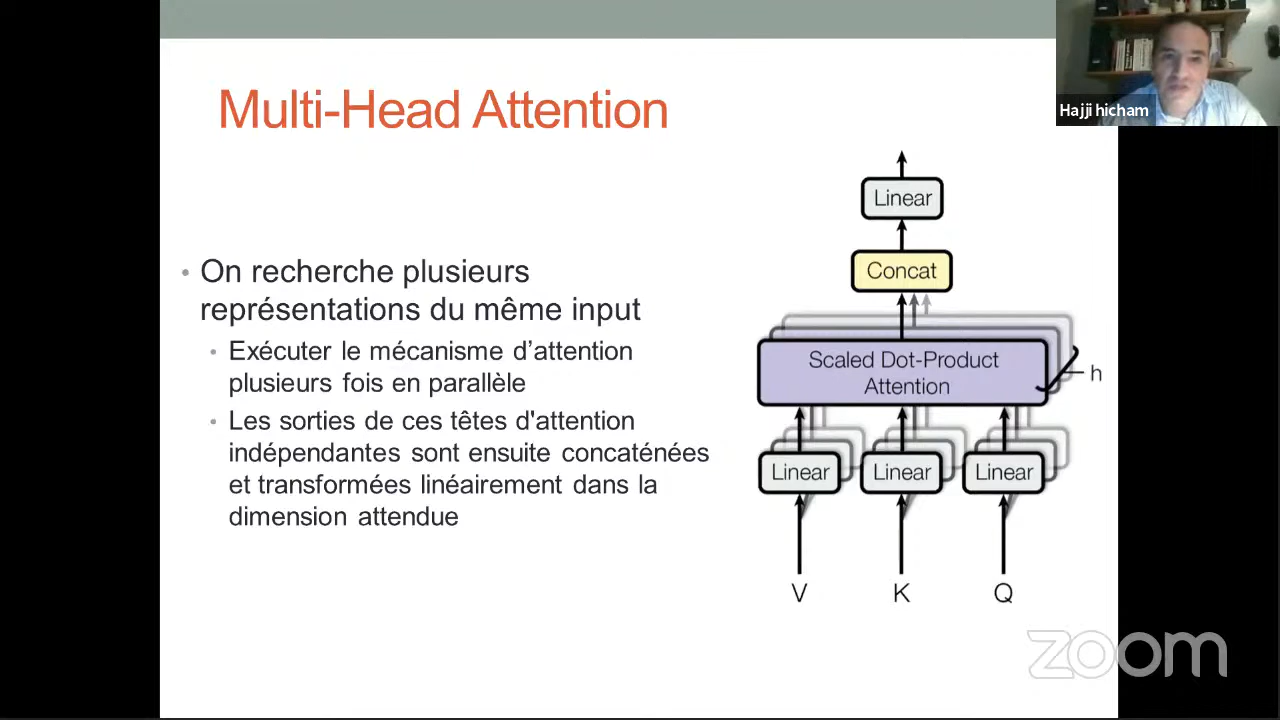 Multi-Head Attention
Hajji hicham
• On recherche plusieurs
représentations du même input
• Exécuter le mécanisme d’attention
plusieurs fois en parallèle
• Les sorties de ces têtes d'attention
indépendantes sont ensuite concaténées
et transformées linéairement dans la
dimension attendue
Linear
Concat
Scaled Dot-Product
Attention
h
Linear Linear Linear
V K Q
zoom